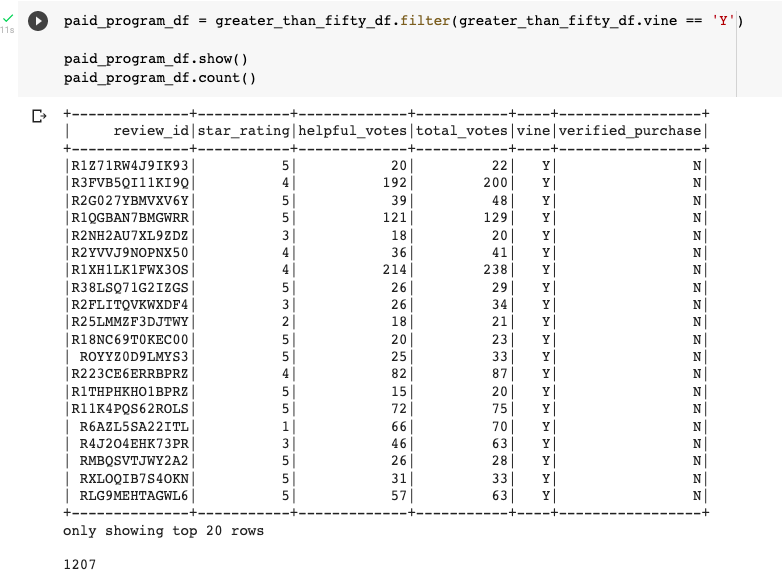 paid_program_df = greater_than_fifty_df.filter(greater_than_fifty_df.vine == 'Y')
11s
paid_program_df.show()
paid_program_df.count()
+--------------+-----------+-------------+-----------+----+-----------------+
|     review_id|star_rating|helpful_votes|total_votes|vine|verified_purchase|
+--------------+-----------+-------------+-----------+----+-----------------+
|R1Z71RW4J9IK93|          5|           20|         22|   Y|                N|
|R3FVB5QI11KI9Q|          4|          192|        200|   Y|                N|
|R2G027YBMVXV6Y|          5|           39|         48|   Y|                N|
|R1QGBAN7BMGWRR|          5|          121|        129|   Y|                N|
|R2NH2AU7XL9ZDZ|          3|           18|         20|   Y|                N|
|R2YVVJ9NOPNX50|          4|           36|         41|   Y|                N|
|R1XH1LK1FWX3OS|          4|          214|        238|   Y|                N|
|R38LSQ71G2IZGS|          5|           26|         29|   Y|                N|
|R2FLITQVKWXDF4|          3|           26|         34|   Y|                N|
|R25LMMZF3DJTWY|          2|           18|         21|   Y|                N|
|R18NC69T0KEC00|          5|           20|         23|   Y|                N|
| ROYYZ0D9LMYS3|          5|           25|         33|   Y|                N|
|R223CE6ERRBPRZ|          4|           82|         87|   Y|                N|
|R1THPHKHO1BPRZ|          5|           15|         20|   Y|                N|
|R11K4PQS62ROLS|          5|           72|         75|   Y|                N|
| R6AZL5SA22ITL|          1|           66|         70|   Y|                N|
| R4J2O4EHK73PR|          3|           46|         63|   Y|                N|
| RMBQSVTJWY2A2|          5|           26|         28|   Y|                N|
| RXLOQIB7S4OKN|          5|           31|         33|   Y|                N|
| RLG9MEHTAGWL6|          5|           57|         63|   Y|                N|
+--------------+-----------+-------------+-----------+----+-----------------+
only showing top 20 rows
1207